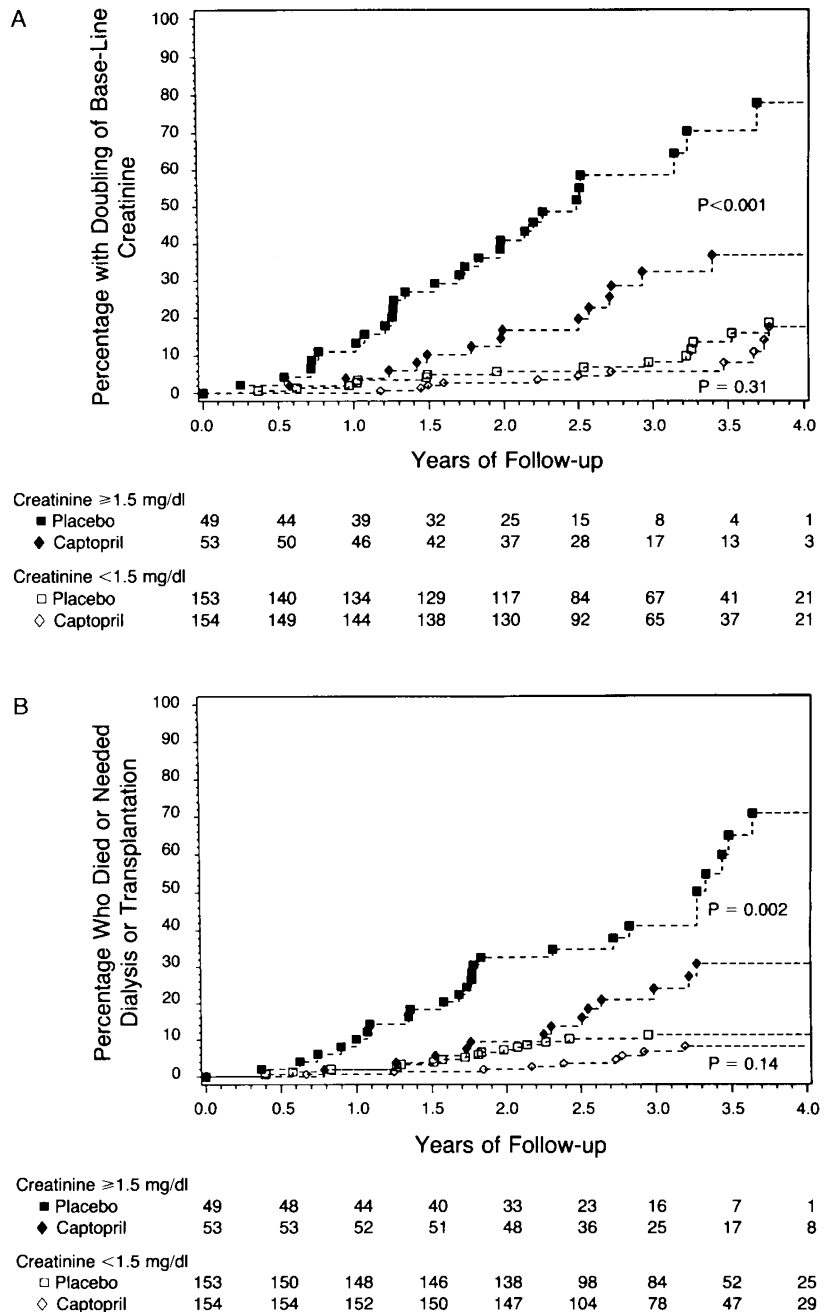 A
Percentage with Doubling of Base-Line
Creatinine
100
90
80
70
60
50
40
30
20
10
0
P<0.001
P = 0.31
0.0 0.5 1.0 1.5 2.0 2.5 3.0 3.5 4.0
Years of Follow-up
Creatinine ≥1.5 mg/dl
■ Placebo 49 44 39 32 25 15 8 4 1
◆ Captopril 53 50 46 42 37 28 17 13 3
Creatinine <1.5 mg/dl
□ Placebo 153 140 134 129 117 84 67 41 21
◇ Captopril 154 149 144 138 130 92 65 37 21
B
Percentage Who Died or Needed
Dialysis or Transplantation
100
90
80
70
60
50
40
30
20
10
0
P = 0.002
P = 0.14
0.0 0.5 1.0 1.5 2.0 2.5 3.0 3.5 4.0
Years of Follow-up
Creatinine ≥1.5 mg/dl
■ Placebo 49 48 44 40 33 23 16 7 1
◆ Captopril 53 53 52 51 48 36 25 17 8
Creatinine <1.5 mg/dl
□ Placebo 153 150 148 146 138 98 84 52 25
◇ Captopril 154 154 152 150 147 104 78 47 29